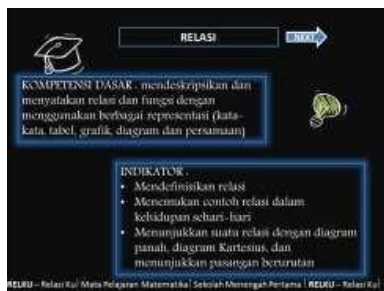 RELASI
NEXT
KOMPETENSI DASAR : mendeskripsikan dan
menyatakan relasi dan fungsi dengan
menggunakan berbagai representasi (kata-
kata, tabel, grafik, diagram dan persamaan)
INDIKATOR :
• Mendefinisikan relasi
• Menemukan contoh relasi dalam
kehidupan sehari-hari
• Menunjukkan suatu relasi dengan diagram
panah, diagram Kartesius, dan
menunjukkan pasangan berurutan
RELKU – Relasi Ku| Mata Pelajaran Matematika| Sekolah Menengah Pertama | RELKU – Relasi Ku|